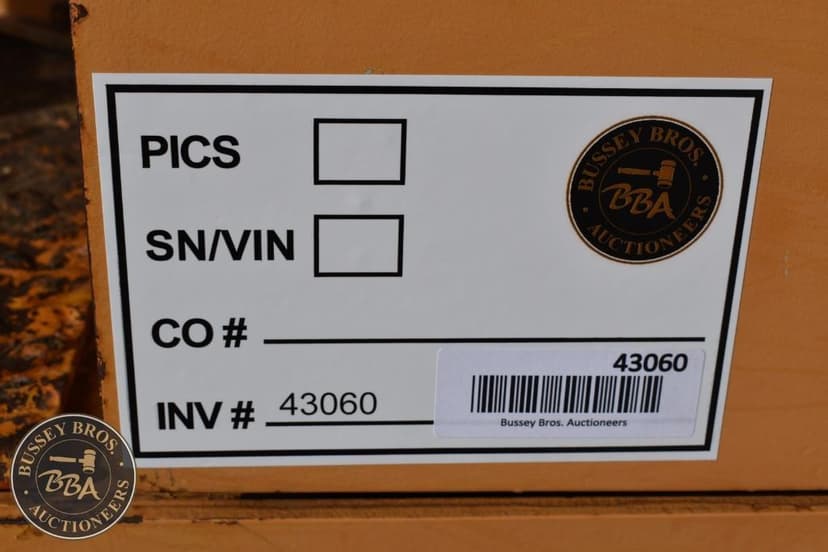 PICS
BUSSEY BROS.
BBA
AUCTIONEERS
SN/VIN
CO #
43060
INV # 43060
Bussey Bros. Auctioneers
BUSSEY BROS.
BBA
AUCTIONEERS